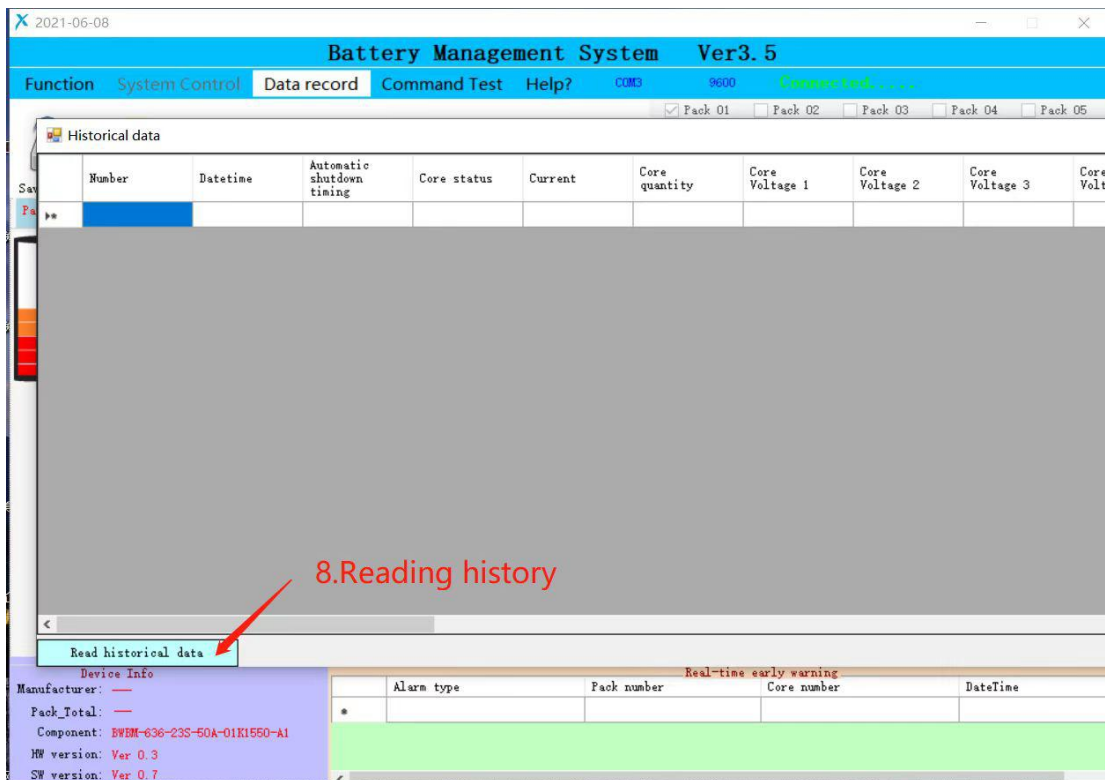 2021-06-08
Battery Management System Ver3.5
Function System Control Data record Command Test Help? COM3 9600 Connected.....
Pack 01 Pack 02 Pack 03 Pack 04 Pack 05
Historical data
Number Datetime Automatic shutdown timing Core status Current Core quantity Core Voltage 1 Core Voltage 2 Core Voltage 3
8.Reading history
Read historical data
Device Info
Manufacturer: —
Pack_Total: —
Component: BWBM-636-23S-50A-01K1550-A1
HW version: Ver 0.3
SW version: Ver 0.7
Real-time early warning
Alarm type Pack number Core number DateTime